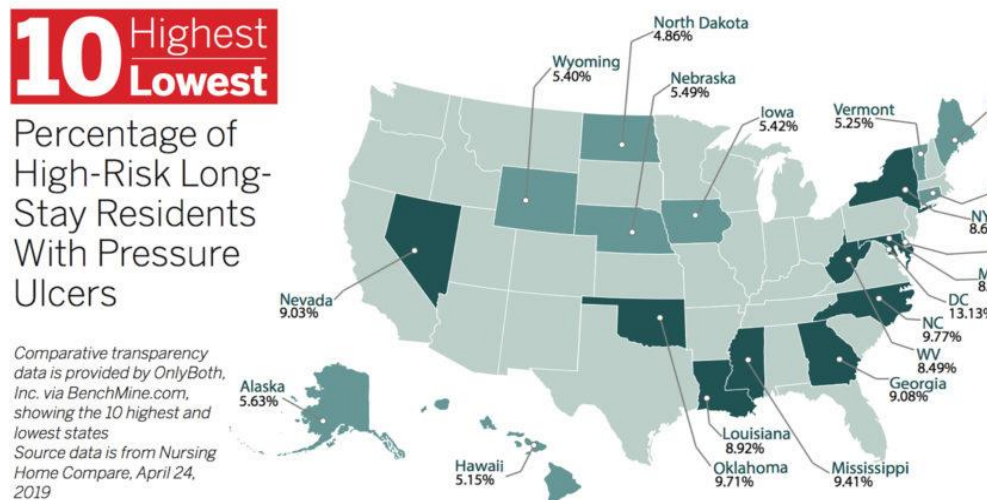 10 Highest
Lowest
Percentage of
High-Risk Long-
Stay Residents
With Pressure
Ulcers
Comparative transparency
data is provided by OnlyBoth,
Inc. via BenchMine.com,
showing the 10 highest and
lowest states
Source data is from Nursing
Home Compare, April 24,
2019
North Dakota
4.86%
Wyoming
5.40%
Nebraska
5.49%
Iowa
5.42%
Vermont
5.25%
NY
8.6
M
8.
DC
13.13%
NC
9.77%
WV
8.49%
Georgia
9.08%
Nevada
9.03%
Alaska
5.63%
Hawaii
5.15%
Louisiana
8.92%
Oklahoma
9.71%
Mississippi
9.41%